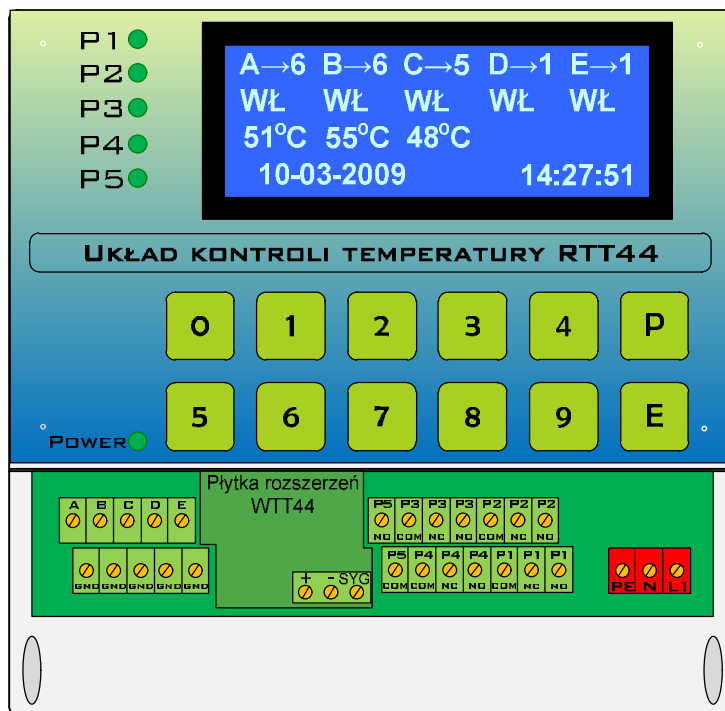 P1
P2
P3
P4
P5
A→6 B→6 C→5 D→1 E→1
WŁ WŁ WŁ WŁ WŁ
51°C 55°C 48°C
10-03-2009 14:27:51
UKŁAD KONTROLI TEMPERATURY RTT44
0 1 2 3 4 P
5 6 7 8 9 E
POWER
Płytka rozszerzeń
WTT44
A B C D E
GND GND GND GND GND
+ - SYG
P5 P3 P3 P3 P2 P2 P2
NO COM NC NO COM NC NO
P5 P4 P4 P4 P1 P1 P1
COM COM NC NO COM NC NO
PE N L1